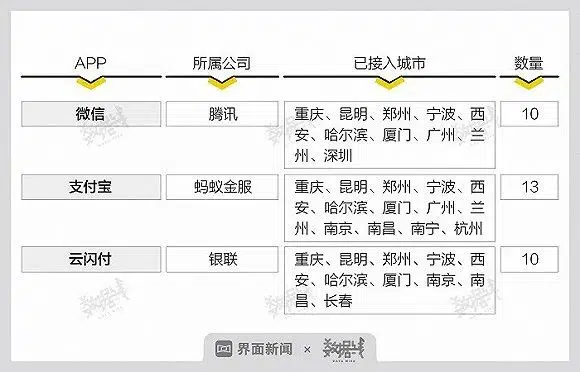 APP 所属公司 已接入城市 数量
微信 腾讯 重庆、昆明、郑州、宁波、西 10
安、哈尔滨、厦门、广州、兰
州、深圳
支付宝 蚂蚁金服 重庆、昆明、郑州、宁波、西 13
安、哈尔滨、厦门、广州、兰
州、南京、南昌、南宁、杭州
云闪付 银联 重庆、昆明、郑州、宁波、西 10
安、哈尔滨、厦门、南京、南
昌、长春
界面新闻 × 数据线